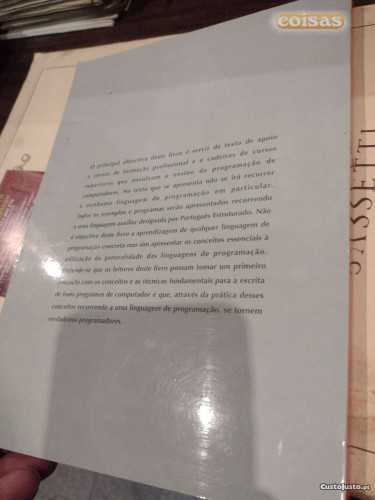 coisas
O principal objectivo deste livro é servir de texto de apoio
a cursos de formação profissional e a cadeiras de cursos
superiores que envolvam o ensino da programação de
computadores. No texto que se apresenta não se irá recorrer
a nenhuma linguagem de programação em particular.
Todos os exemplos e programas serão apresentados recorrendo
a uma linguagem auxiliar designada por Português Estruturado. Não
é objectivo deste livro a aprendizagem de qualquer linguagem de
programação concreta mas sim apresentar os conceitos essenciais à
utilização da generalidade das linguagens de programação.
Pretende-se que os leitores deste livro possam tomar um primeiro
contacto com os conceito e as técnicas fundamentais para a escrita
de bons programas de computador e que, através da prática desses
conceitos recorrendo a uma linguagem de programação, se tornem
verdadeiros programadores.
SASSETTI
CustoJusto.pt